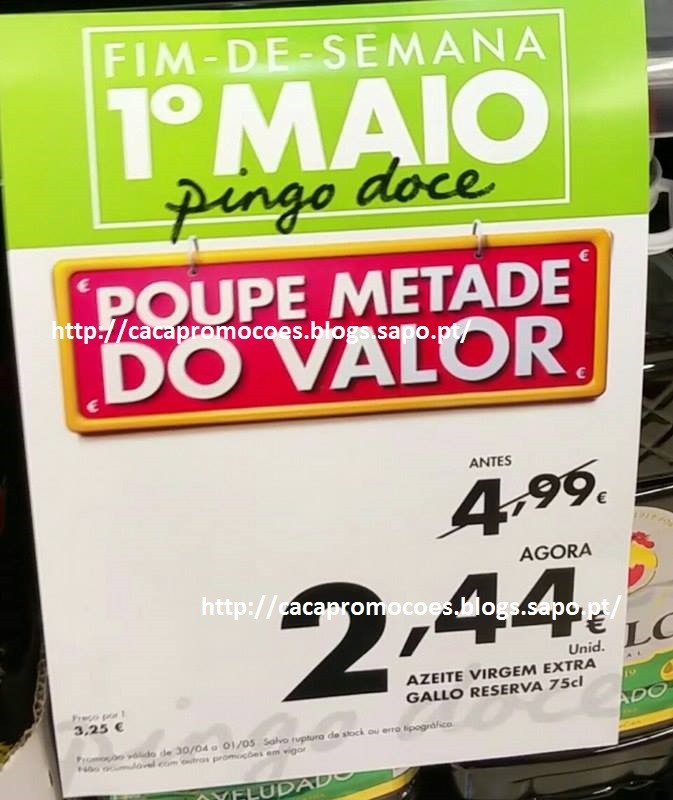 FIM-DE-SEMANA
1º MAIO
pingo doce
POUPE METADE
http://cacapromocoes.blogs.sapo.pt/
DO VALOR
ANTES
4,99€
AGORA
http://cacapromocoes.blogs.sapo.pt/
2,44€
Unid.
AZEITE VIRGEM EXTRA
GALLO RESERVA 75cl
Preço por l
3,25 €
pingo doce
Promoção válida de 30/04 a 01/05. Salvo ruptura de stock ou erro tipográfico.
Não acumulável com outras promoções em vigor.
AVELUDADO